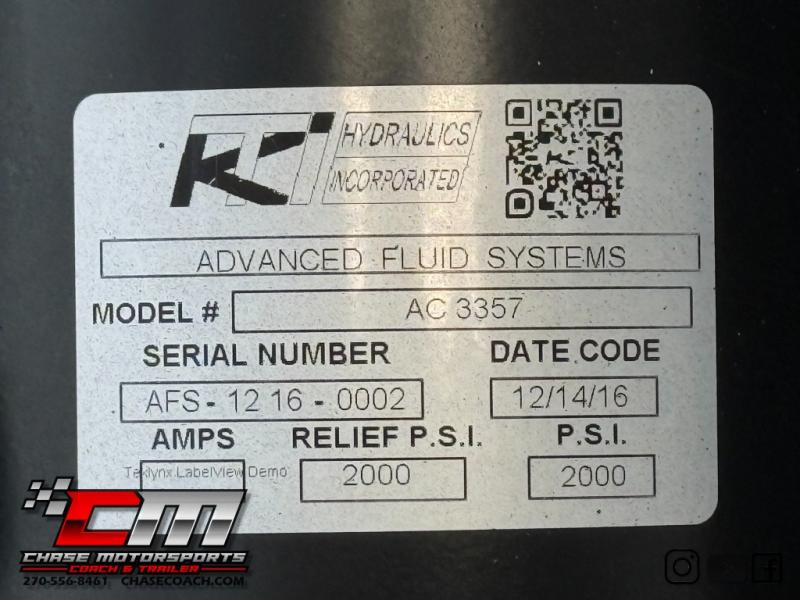 KTI HYDRAULICS
INCORPORATED
ADVANCED FLUID SYSTEMS
MODEL # AC 3357
SERIAL NUMBER DATE CODE
AFS - 12 16 - 0002 12/14/16
AMPS RELIEF P.S.I. P.S.I.
Teklynx LabelView Demo 2000 2000
CM
CHASE MOTORSPORTS
COACH & TRAILER
270-556-8461 CHASECOACH.COM